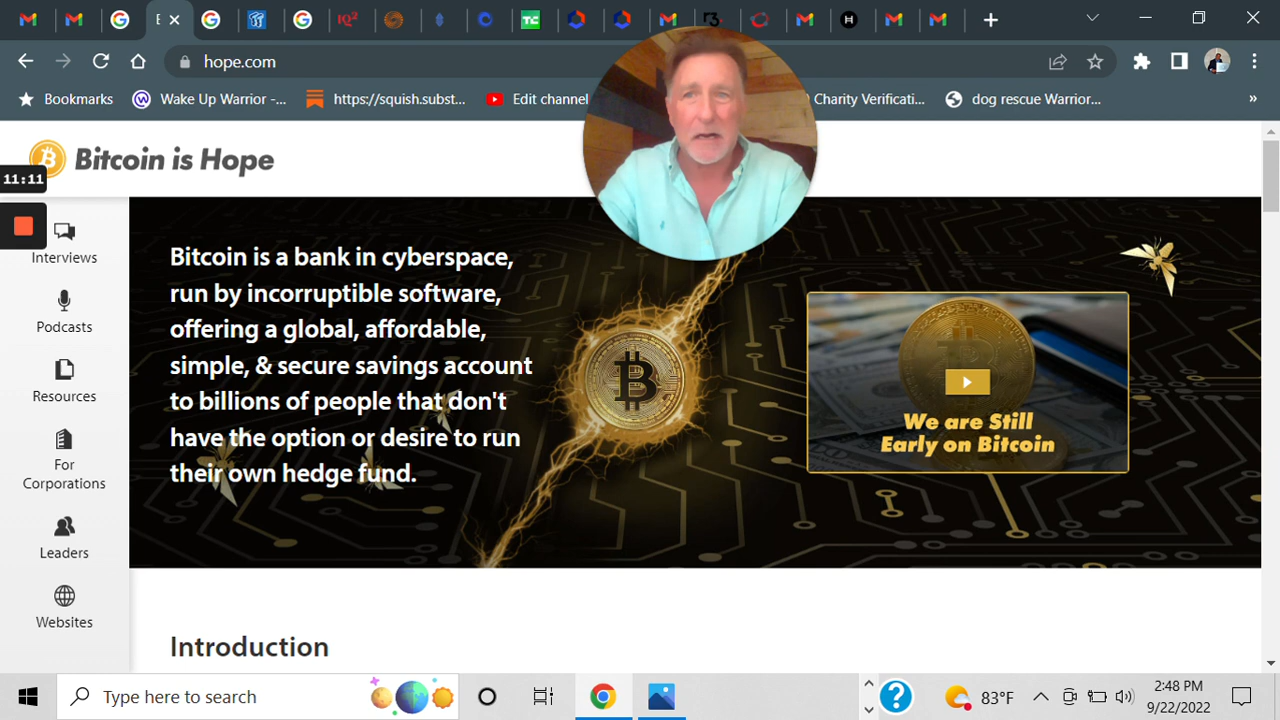 IQ²
TC
r3.
H
hope.com
Bookmarks
Wake Up Warrior -...
https://squish.subst...
Edit channel
Charity Verificati...
dog rescue Warrior...
»
Bitcoin is Hope
11:11
Interviews
Podcasts
Resources
For
Corporations
Leaders
Websites
Bitcoin is a bank in cyberspace,
run by incorruptible software,
offering a global, affordable,
simple, & secure savings account
to billions of people that don't
have the option or desire to run
their own hedge fund.
We are Still
Early on Bitcoin
Introduction
Type here to search
83°F
2:48 PM
9/22/2022